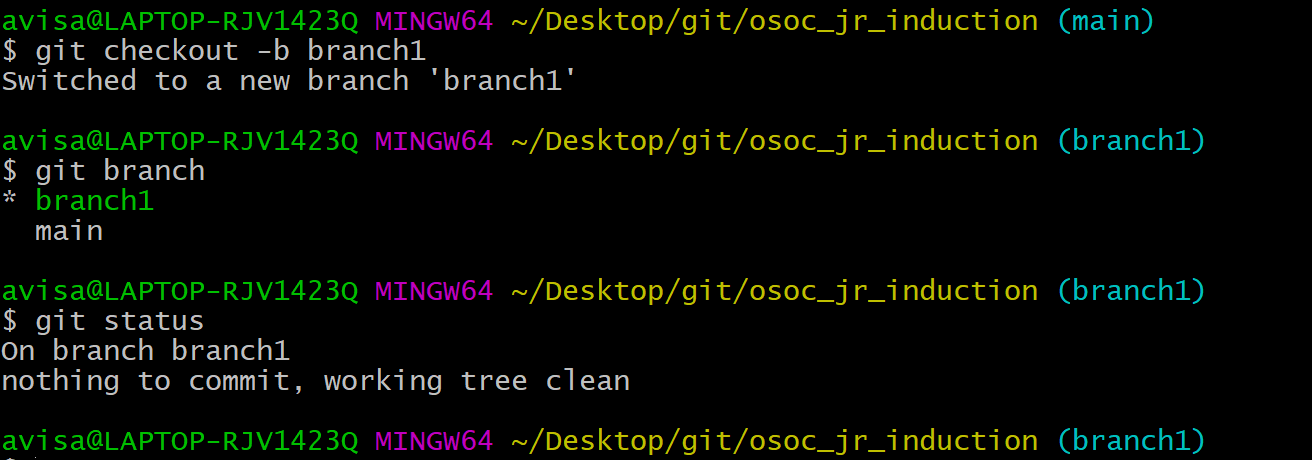 avisa@LAPTOP-RJV1423Q MINGW64 ~/Desktop/git/osoc_jr_induction (main)
$ git checkout -b branch1
Switched to a new branch 'branch1'
avisa@LAPTOP-RJV1423Q MINGW64 ~/Desktop/git/osoc_jr_induction (branch1)
$ git branch
* branch1
  main
avisa@LAPTOP-RJV1423Q MINGW64 ~/Desktop/git/osoc_jr_induction (branch1)
$ git status
On branch branch1
nothing to commit, working tree clean
avisa@LAPTOP-RJV1423Q MINGW64 ~/Desktop/git/osoc_jr_induction (branch1)